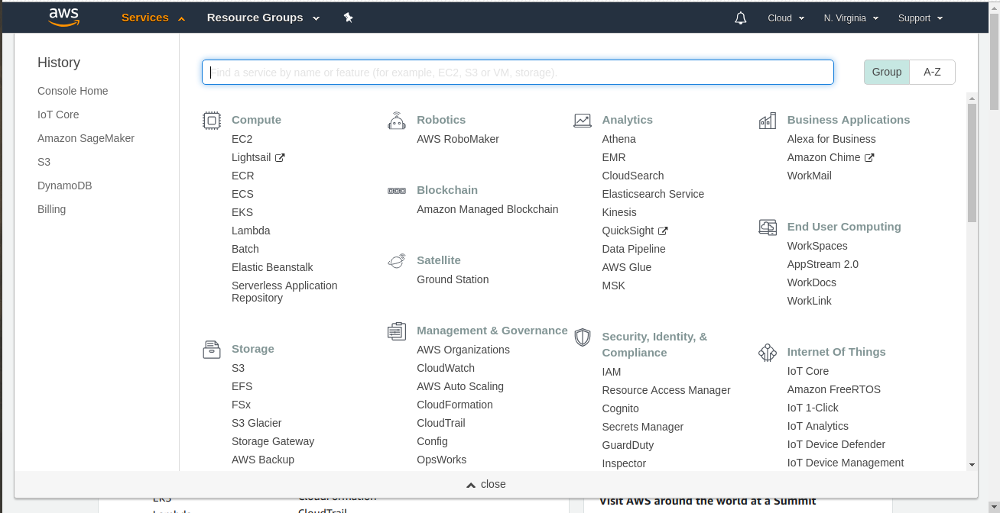 aws
Services
Resource Groups
Cloud
N. Virginia
Support
History
Console Home
IoT Core
Amazon SageMaker
S3
DynamoDB
Billing
Find a service by name or feature (for example, EC2, S3 or VM, storage).
Group
A-Z
Compute
EC2
Lightsail
ECR
ECS
EKS
Lambda
Batch
Elastic Beanstalk
Serverless Application
Repository
Storage
S3
EFS
FSx
S3 Glacier
Storage Gateway
AWS Backup
Robotics
AWS RoboMaker
Blockchain
Amazon Managed Blockchain
Satellite
Ground Station
Management & Governance
AWS Organizations
CloudWatch
AWS Auto Scaling
CloudFormation
CloudTrail
Config
OpsWorks
Analytics
Athena
EMR
CloudSearch
Elasticsearch Service
Kinesis
QuickSight
Data Pipeline
AWS Glue
MSK
Security, Identity, &
Compliance
IAM
Resource Access Manager
Cognito
Secrets Manager
GuardDuty
Inspector
Business Applications
Alexa for Business
Amazon Chime
WorkMail
End User Computing
WorkSpaces
AppStream 2.0
WorkDocs
WorkLink
Internet Of Things
IoT Core
Amazon FreeRTOS
IoT 1-Click
IoT Analytics
IoT Device Defender
IoT Device Management
close
EKS
CloudFormation
Lambda
CloudTrail
Visit AWS around the world at a Summit